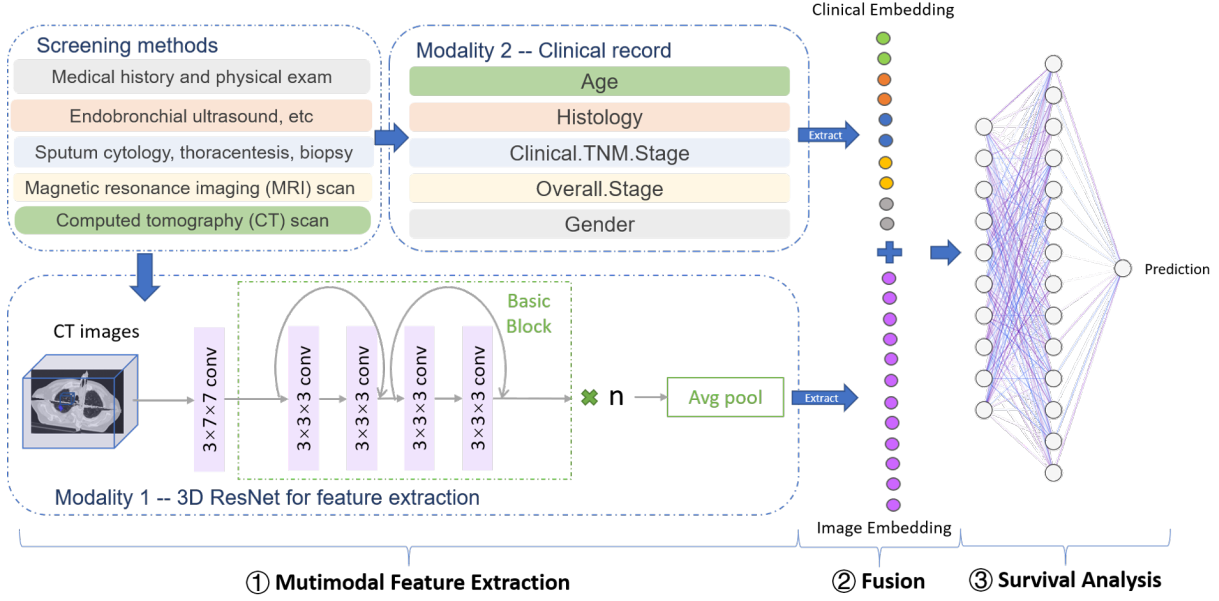 Screening methods
Medical history and physical exam
Endobronchial ultrasound, etc
Sputum cytology, thoracentesis, biopsy
Magnetic resonance imaging (MRI) scan
Computed tomography (CT) scan
Modality 2 -- Clinical record
Age
Histology
Clinical.TNM.Stage
Overall.Stage
Gender
Extract
Clinical Embedding
Prediction
CT images
3×7×7 conv
3×3×3 conv
3×3×3 conv
3×3×3 conv
3×3×3 conv
Basic
Block
n
Avg pool
Extract
Modality 1 -- 3D ResNet for feature extraction
Image Embedding
① Mutimodal Feature Extraction
② Fusion
③ Survival Analysis